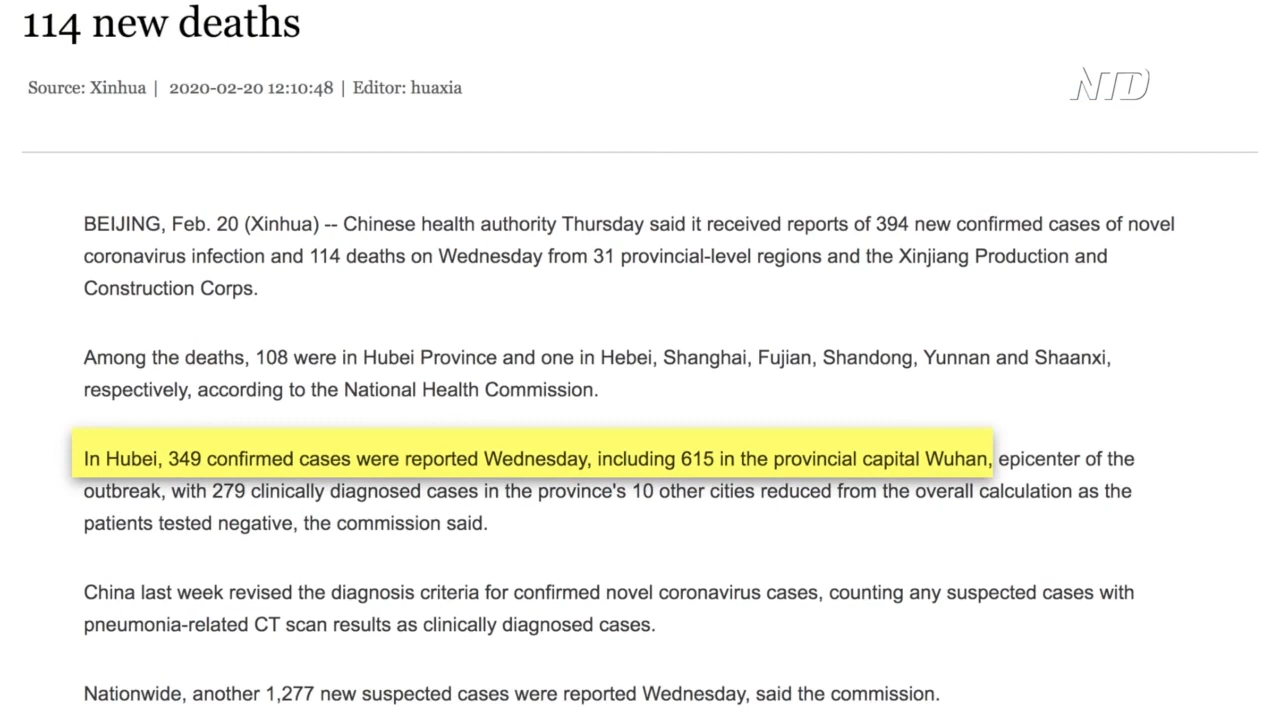 114 new deaths
Source: Xinhua | 2020-02-20 12:10:48 | Editor: huaxia
NTD
BEIJING, Feb. 20 (Xinhua) -- Chinese health authority Thursday said it received reports of 394 new confirmed cases of novel
coronavirus infection and 114 deaths on Wednesday from 31 provincial-level regions and the Xinjiang Production and
Construction Corps.
Among the deaths, 108 were in Hubei Province and one in Hebei, Shanghai, Fujian, Shandong, Yunnan and Shaanxi,
respectively, according to the National Health Commission.
In Hubei, 349 confirmed cases were reported Wednesday, including 615 in the provincial capital Wuhan, epicenter of the
outbreak, with 279 clinically diagnosed cases in the province's 10 other cities reduced from the overall calculation as the
patients tested negative, the commission said.
China last week revised the diagnosis criteria for confirmed novel coronavirus cases, counting any suspected cases with
pneumonia-related CT scan results as clinically diagnosed cases.
Nationwide, another 1,277 new suspected cases were reported Wednesday, said the commission.